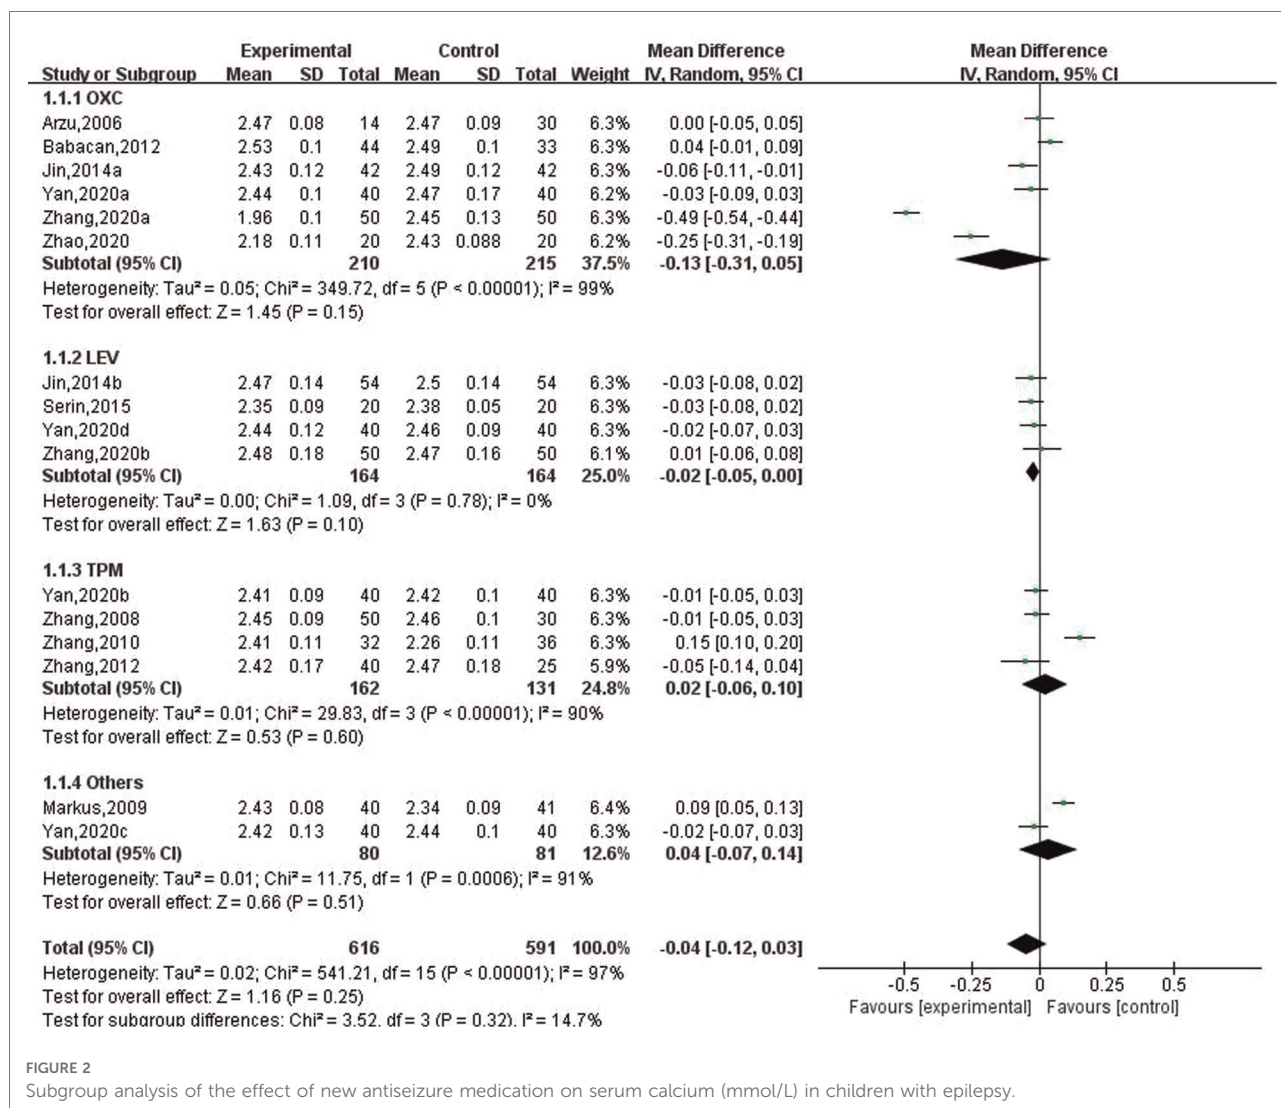 Experimental Control Mean Difference Mean Difference
Study or Subgroup Mean SD Total Mean SD Total Weight IV, Random, 95% CI IV, Random, 95% CI
1.1.1 OXC
Arzu,2006 2.47 0.08 14 2.47 0.09 30 6.3% 0.00 [-0.05, 0.05]
Babacan,2012 2.53 0.1 44 2.49 0.1 33 6.3% 0.04 [-0.01, 0.09]
Jin,2014a 2.43 0.12 42 2.49 0.12 42 6.3% -0.06 [-0.11, -0.01]
Yan,2020a 2.44 0.1 40 2.47 0.17 40 6.2% -0.03 [-0.09, 0.03]
Zhang,2020a 1.96 0.1 50 2.45 0.13 50 6.3% -0.49 [-0.54, -0.44]
Zhao,2020 2.18 0.11 20 2.43 0.088 20 6.2% -0.25 [-0.31, -0.19]
Subtotal (95% CI) 210 215 37.5% -0.13 [-0.31, 0.05]
Heterogeneity: Tau² = 0.05; Chi² = 349.72, df = 5 (P < 0.00001); I² = 99%
Test for overall effect: Z = 1.45 (P = 0.15)
1.1.2 LEV
Jin,2014b 2.47 0.14 54 2.5 0.14 54 6.3% -0.03 [-0.08, 0.02]
Serin,2015 2.35 0.09 20 2.38 0.05 20 6.3% -0.03 [-0.08, 0.02]
Yan,2020d 2.44 0.12 40 2.46 0.09 40 6.3% -0.02 [-0.07, 0.03]
Zhang,2020b 2.48 0.18 50 2.47 0.16 50 6.1% 0.01 [-0.06, 0.08]
Subtotal (95% CI) 164 164 25.0% -0.02 [-0.05, 0.00]
Heterogeneity: Tau² = 0.00; Chi² = 1.09, df = 3 (P = 0.78); I² = 0%
Test for overall effect: Z = 1.63 (P = 0.10)
1.1.3 TPM
Yan,2020b 2.41 0.09 40 2.42 0.1 40 6.3% -0.01 [-0.05, 0.03]
Zhang,2008 2.45 0.09 50 2.46 0.1 30 6.3% -0.01 [-0.05, 0.03]
Zhang,2010 2.41 0.11 32 2.26 0.11 36 6.3% 0.15 [0.10, 0.20]
Zhang,2012 2.42 0.17 40 2.47 0.18 25 5.9% -0.05 [-0.14, 0.04]
Subtotal (95% CI) 162 131 24.8% 0.02 [-0.06, 0.10]
Heterogeneity: Tau² = 0.01; Chi² = 29.83, df = 3 (P < 0.00001); I² = 90%
Test for overall effect: Z = 0.53 (P = 0.60)
1.1.4 Others
Markus,2009 2.43 0.08 40 2.34 0.09 41 6.4% 0.09 [0.05, 0.13]
Yan,2020c 2.42 0.13 40 2.44 0.1 40 6.3% -0.02 [-0.07, 0.03]
Subtotal (95% CI) 80 81 12.6% 0.04 [-0.07, 0.14]
Heterogeneity: Tau² = 0.01; Chi² = 11.75, df = 1 (P = 0.0006); I² = 91%
Test for overall effect: Z = 0.66 (P = 0.51)
Total (95% CI) 616 591 100.0% -0.04 [-0.12, 0.03]
Heterogeneity: Tau² = 0.02; Chi² = 541.21, df = 15 (P < 0.00001); I² = 97%
Test for overall effect: Z = 1.16 (P = 0.25)
Test for subgroup differences: Chi² = 3.52, df = 3 (P = 0.32), I² = 14.7%
-0.5 -0.25 0 0.25 0.5
Favours [experimental] Favours [control]
FIGURE 2
Subgroup analysis of the effect of new antiseizure medication on serum calcium (mmol/L) in children with epilepsy.